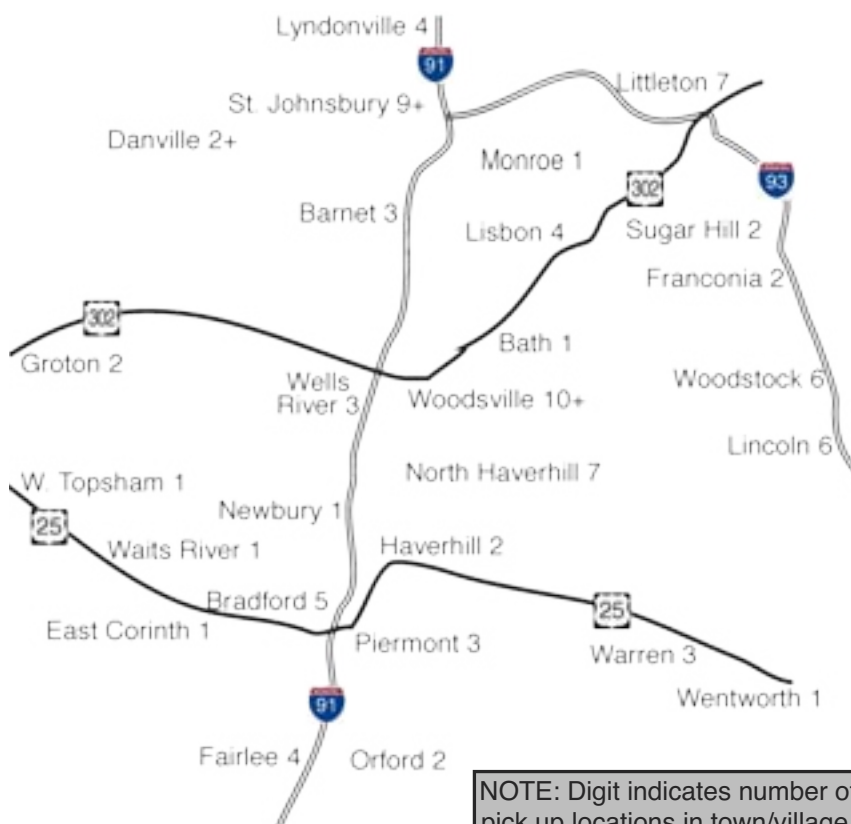 Lyndonville 4
91
Littleton 7
St. Johnsbury 9+
Danville 2+
Monroe 1
93
302
Barnet 3
Lisbon 4
Sugar Hill 2
Franconia 2
302
Groton 2
Bath 1
Wells
River 3
Woodsville 10+
Woodstock 6
Lincoln 6
North Haverhill 7
W. Topsham 1
25
Newbury 1
Waits River 1
Haverhill 2
Bradford 5
25
East Corinth 1
Piermont 3
Warren 3
Wentworth 1
91
Fairlee 4
Orford 2
NOTE: Digit indicates number of
pick up locations in town/village